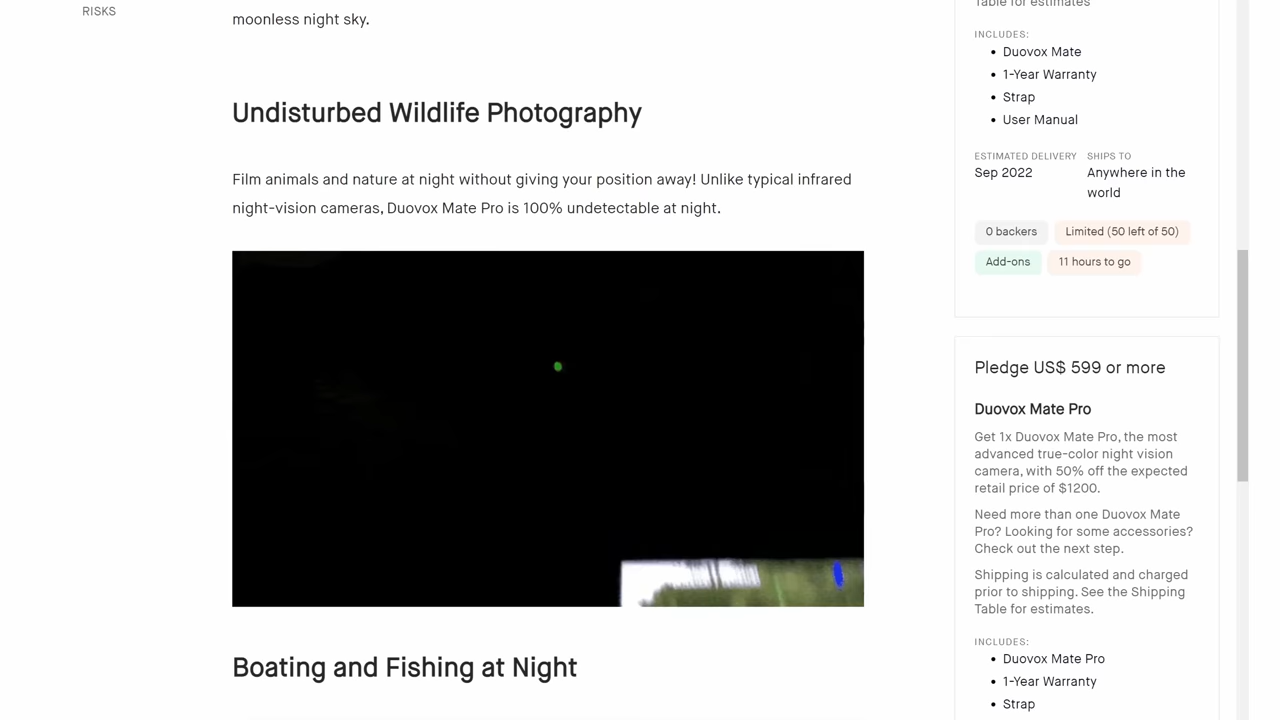 RISKS
moonless night sky.
Undisturbed Wildlife Photography
Film animals and nature at night without giving your position away! Unlike typical infrared
night-vision cameras, Duovox Mate Pro is 100% undetectable at night.
Boating and Fishing at Night
Table for estimates
INCLUDES:
• Duovox Mate
• 1-Year Warranty
• Strap
• User Manual
ESTIMATED DELIVERY SHIPS TO
Sep 2022 Anywhere in the
world
0 backers Limited (50 left of 50)
Add-ons 11 hours to go
Pledge US$ 599 or more
Duovox Mate Pro
Get 1x Duovox Mate Pro, the most
advanced true-color night vision
camera, with 50% off the expected
retail price of $1200.
Need more than one Duovox Mate
Pro? Looking for some accessories?
Check out the next step.
Shipping is calculated and charged
prior to shipping. See the Shipping
Table for estimates.
INCLUDES:
• Duovox Mate Pro
• 1-Year Warranty
• Strap